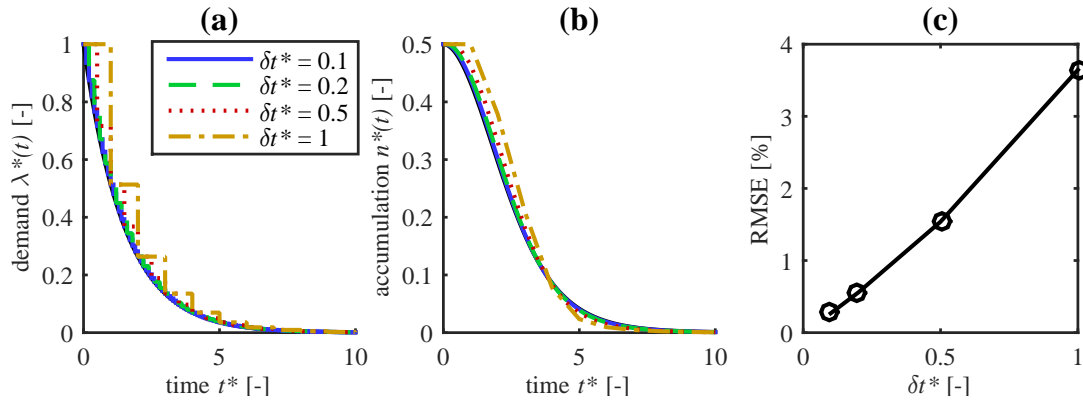 (a)
demand λ*(t) [-]
1
0.8
0.6
0.4
0.2
0
0
5
10
time t* [-]
δt* = 0.1
δt* = 0.2
δt* = 0.5
δt* = 1
(b)
accumulation n*(t) [-]
0.5
0.4
0.3
0.2
0.1
0
0
5
10
time t* [-]
(c)
RMSE [%]
4
3
2
1
0
0
0.5
1
δt* [-]